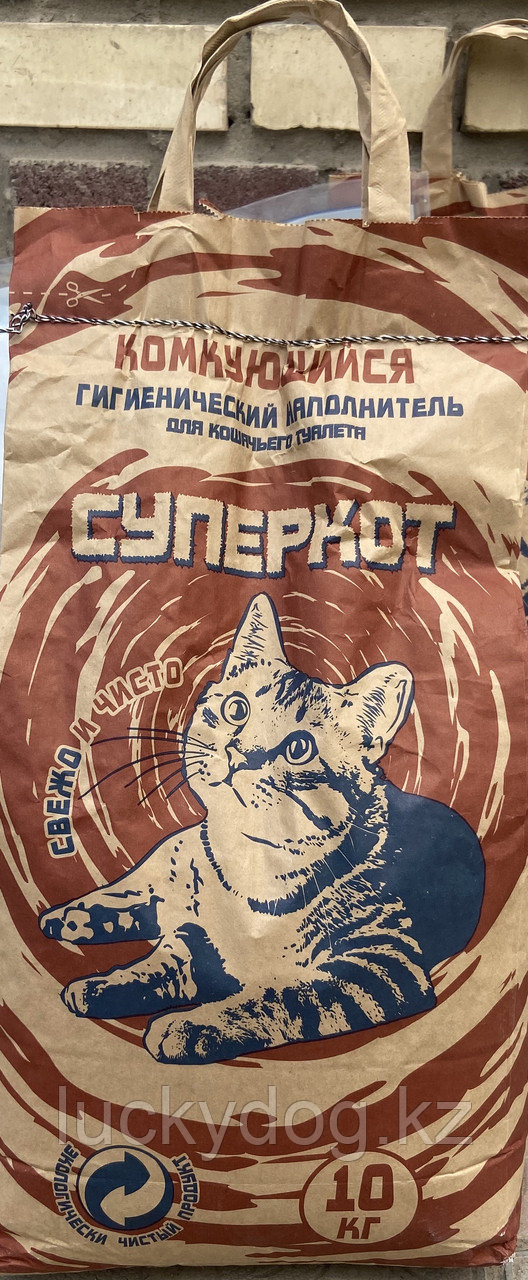 КОМКУЮЩИЙСЯ
ГИГИЕНИЧЕСКИЙ НАПОЛНИТЕЛЬ
ДЛЯ КОШАЧЬЕГО ТУАЛЕТА
СУПЕРКОТ
СВЕЖО И ЧИСТО
luckydog.kz
ЭКОЛОГИЧЕСКИ ЧИСТЫЙ ПРОДУКТ
10
КГ